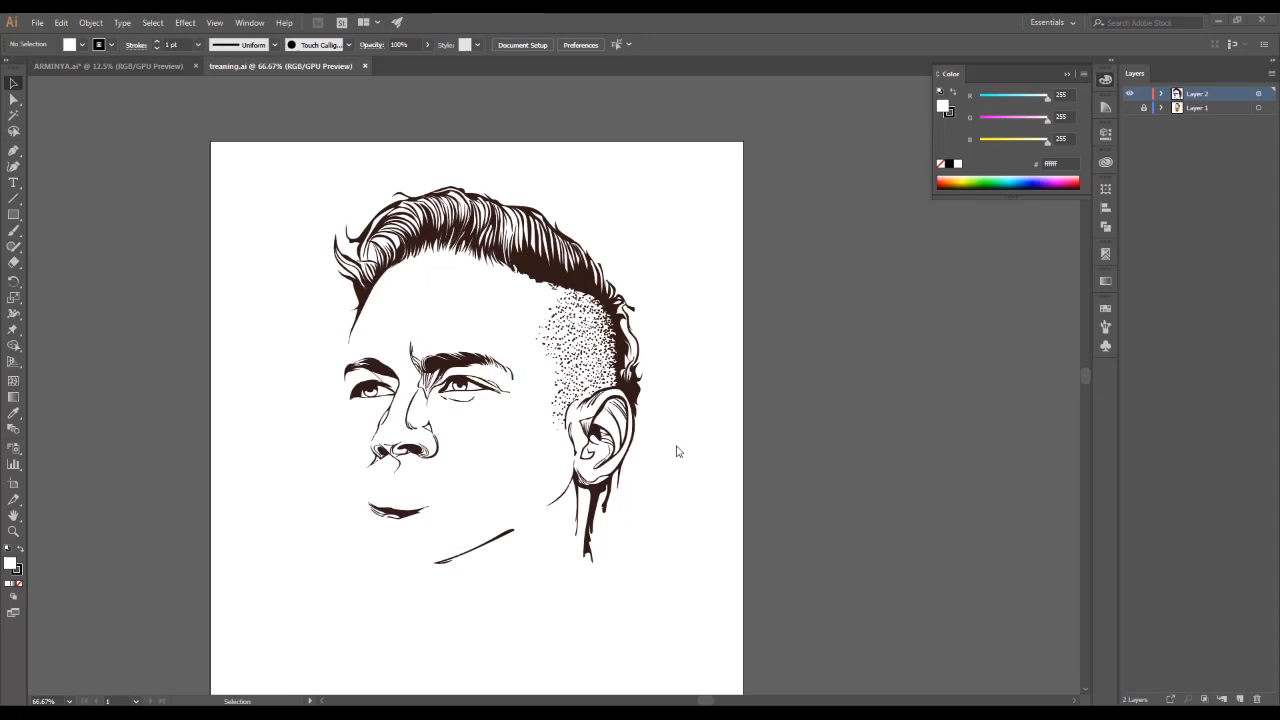 Ai File Edit Object Type Select Effect View Window Help Br St Essentials Search Adobe Stock
No Selection Stroke: 1 pt Uniform Touch Callig... Opacity: 100% Style: Document Setup Preferences
ARMINYA.ai* @ 12.5% (RGB/GPU Preview) × treaning.ai @ 66.67% (RGB/GPU Preview) ×
Color
Layers
R 255
G 255
B 255
# ffffff
Layer 2
Layer 1
66.67% 1 Selection
2 Layers